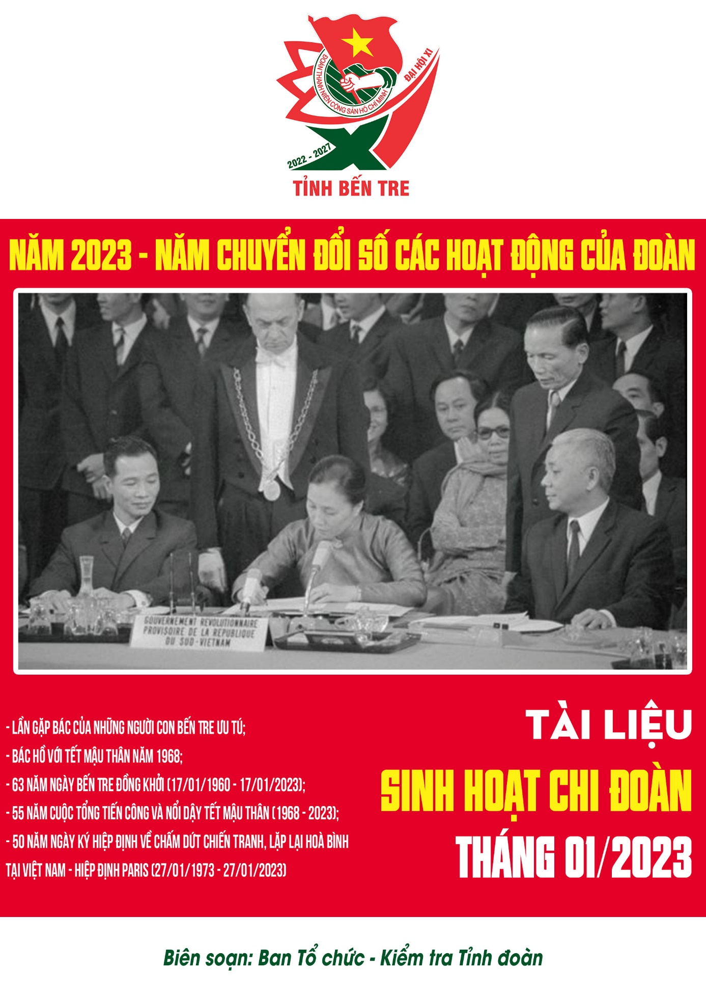 ĐẠI HỘI XI
ĐOÀN THANH NIÊN CỘNG SẢN HỒ CHÍ MINH
2022 - 2027
TỈNH BẾN TRE
NĂM 2023 - NĂM CHUYỂN ĐỔI SỐ CÁC HOẠT ĐỘNG CỦA ĐOÀN
GOUVERNEMENT REVOLUTIONNAIRE
PROVISOIRE DE LA REPUBLIQUE
DU SUD-VIETNAM
- LẦN GẶP BÁC CỦA NHỮNG NGƯỜI CON BẾN TRE ƯU TÚ;
- BÁC HỒ VỚI TẾT MẬU THÂN NĂM 1968;
- 63 NĂM NGÀY BẾN TRE ĐỒNG KHỞI (17/01/1960 - 17/01/2023);
- 55 NĂM CUỘC TỔNG TIẾN CÔNG VÀ NỔI DẬY TẾT MẬU THÂN (1968 - 2023);
- 50 NĂM NGÀY KÝ HIỆP ĐỊNH VỀ CHẤM DỨT CHIẾN TRANH, LẶP LẠI HOÀ BÌNH
TẠI VIỆT NAM - HIỆP ĐỊNH PARIS (27/01/1973 - 27/01/2023)
TÀI LIỆU
SINH HOẠT CHI ĐOÀN
THÁNG 01/2023
Biên soạn: Ban Tổ chức - Kiểm tra Tỉnh đoàn